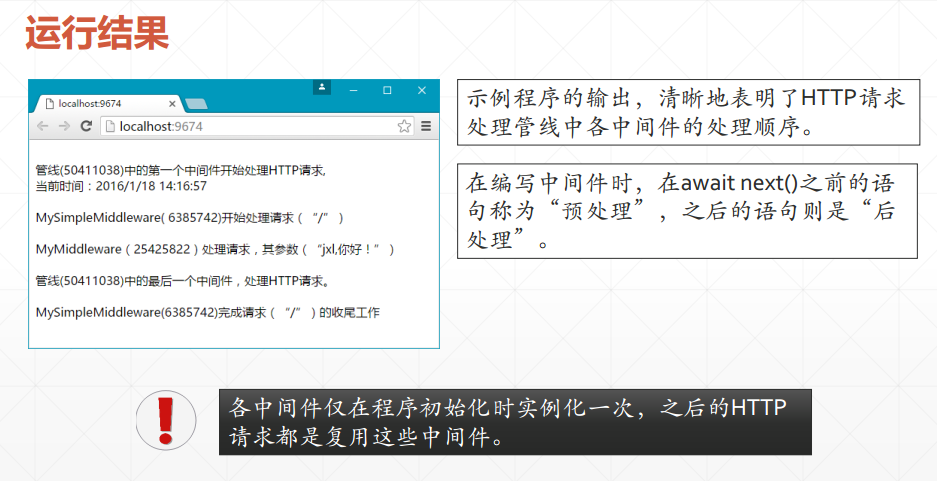 运行结果
localhost:9674
localhost:9674
管线(50411038)中的第一个中间件开始处理HTTP请求,
当前时间：2016/1/18 14:16:57
MySimpleMiddleware( 6385742)开始处理请求（ “/” ）
MyMiddleware（ 25425822 ）处理请求，其参数（ “jxl,你好！” ）
管线(50411038)中的最后一个中间件，处理HTTP请求。
MySimpleMiddleware(6385742)完成请求（ “/” ）的收尾工作
示例程序的输出，清晰地表明了HTTP请求
处理管线中各中间件的处理顺序。
在编写中间件时，在await next()之前的语
句称为“预处理”，之后的语句则是“后
处理”。
各中间件仅在程序初始化时实例化一次，之后的HTTP
请求都是复用这些中间件。